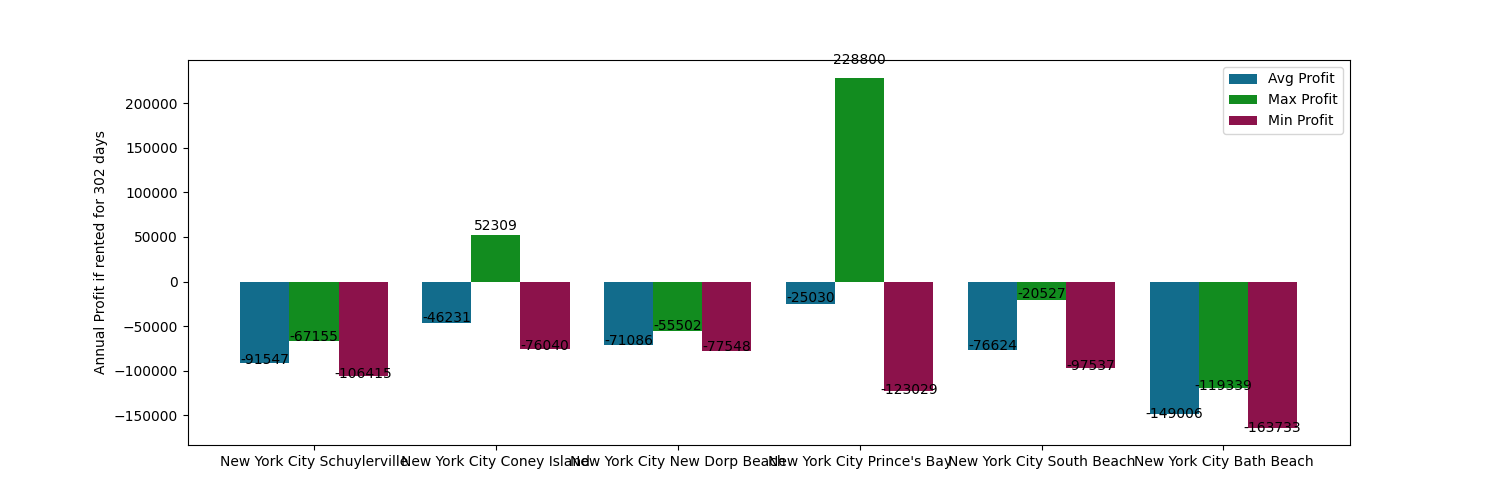 228800
Avg Profit
Max Profit
Min Profit
Annual Profit if rented for 302 days
200000
150000
100000
50000
0
−50000
−100000
−150000
52309
-91547
-67155
-106415
-46231
-76040
-71086
-55502
-77548
-25030
-123029
-76624
-20527
-97537
-149006
-119339
-163733
New York City Schuylerville
New York City Coney Island
New York City New Dorp Beach
New York City Prince's Bay
New York City South Beach
New York City Bath Beach